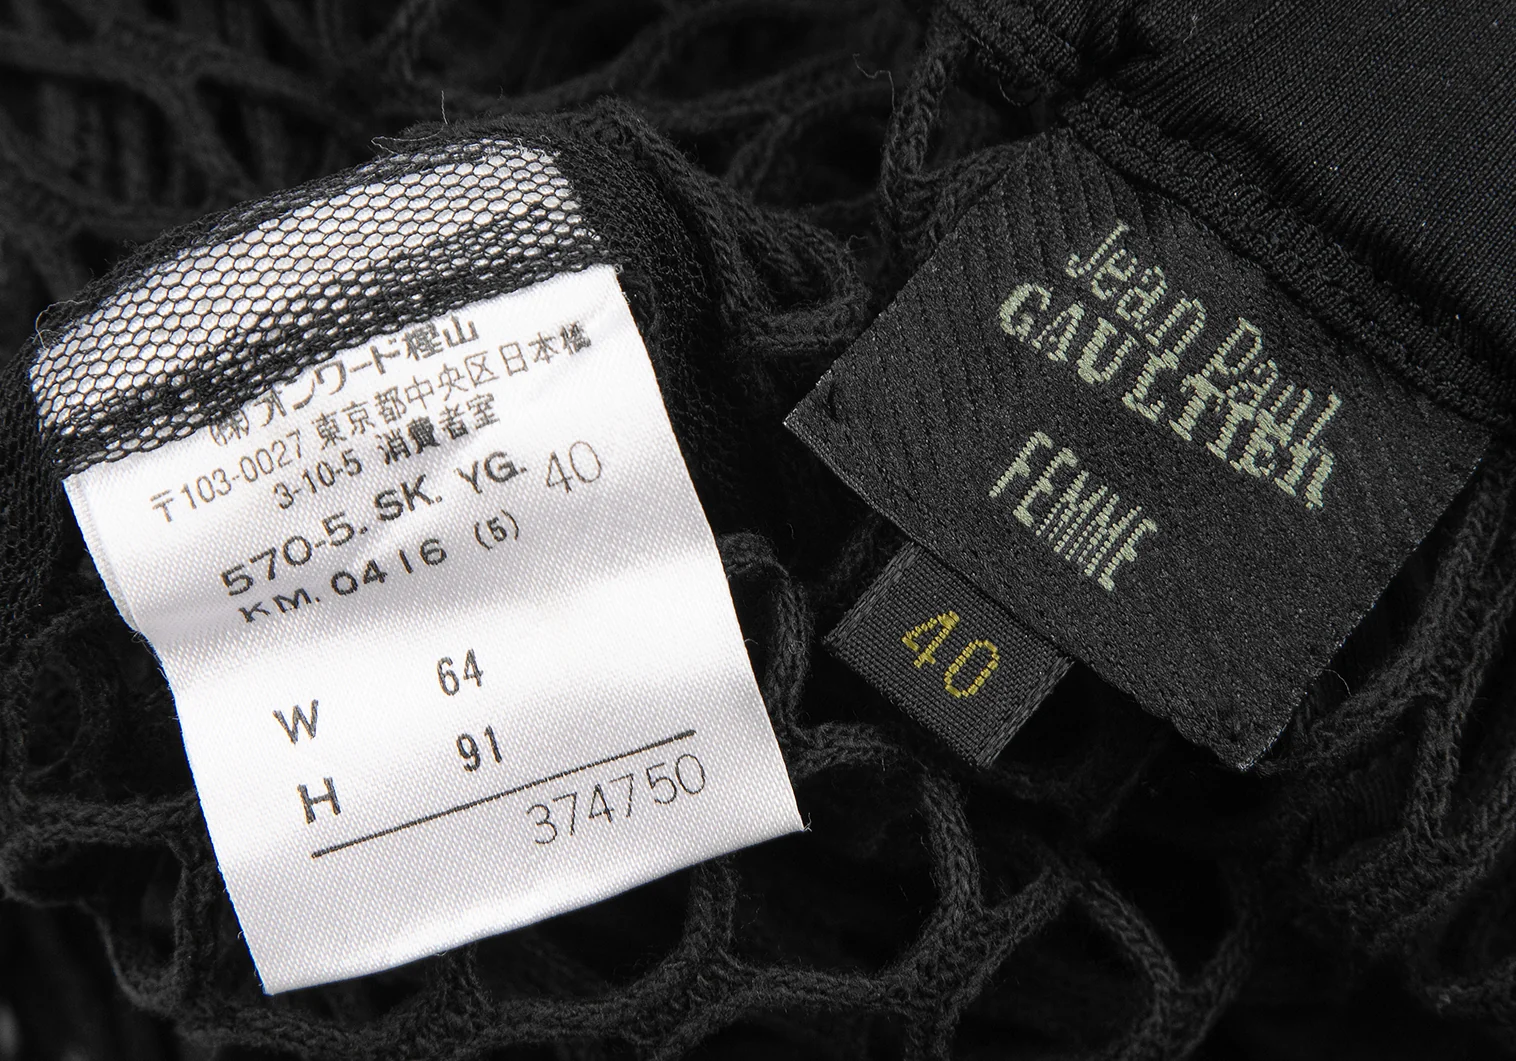 ㈱オンワード樫山
〒103-0027 東京都中央区日本橋
3-10-5 消費者室
570-5. SK. YG. 40
KM. 0416 (5)
W 64
H 91
374750
Jean Paul
GAULTIER
FEMME
40